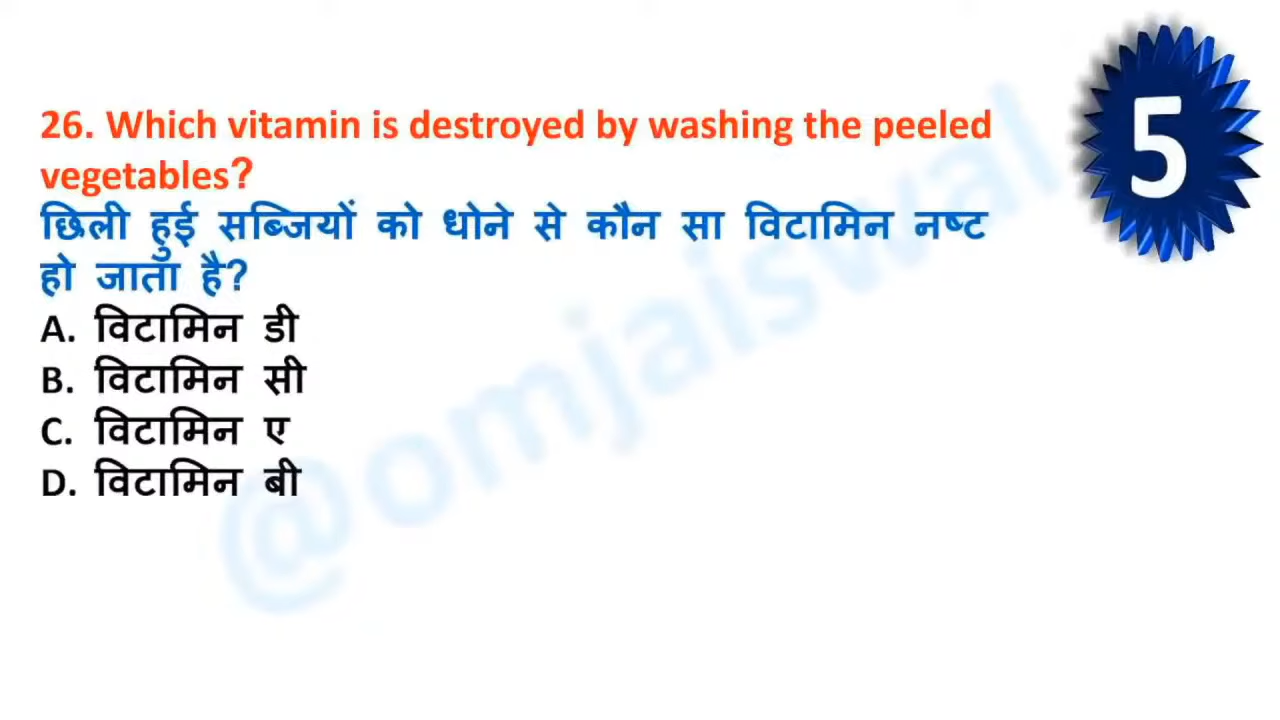 26. Which vitamin is destroyed by washing the peeled
vegetables?
छिली हुई सब्जियों को धोने से कौन सा विटामिन नष्ट
हो जाता है?
A. विटामिन डी
B. विटामिन सी
C. विटामिन ए
D. विटामिन बी
5
@omjaiswal